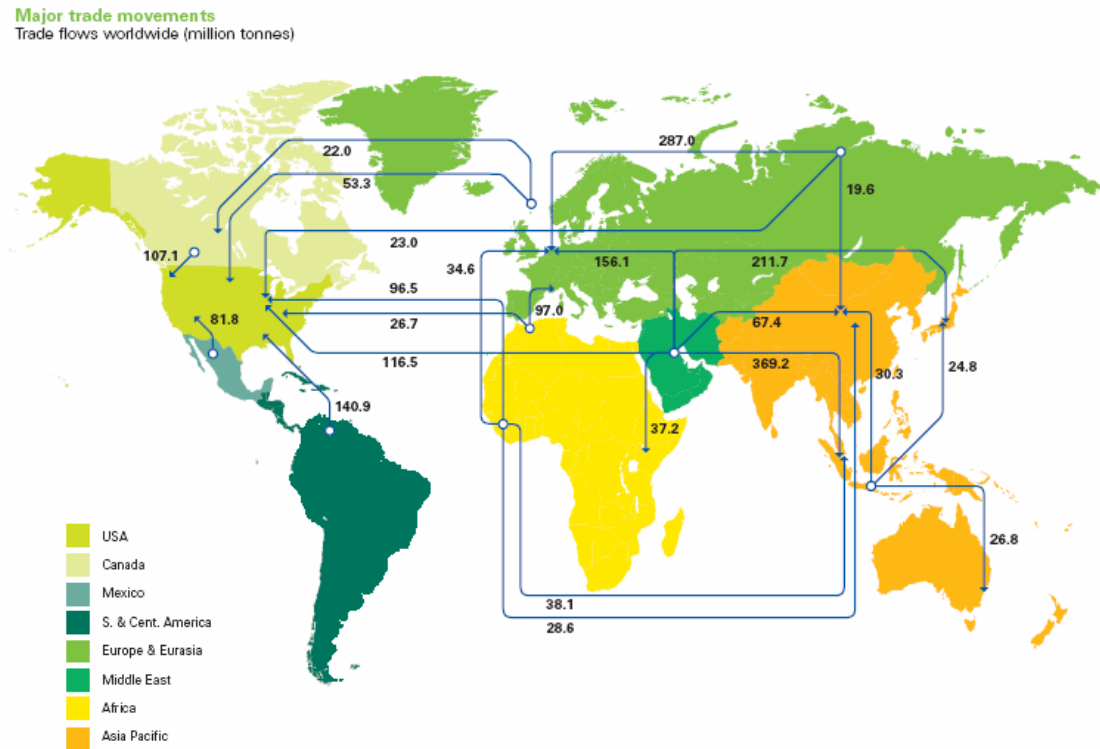 Major trade movements
Trade flows worldwide (million tonnes)
287.0
22.0
53.3
19.6
23.0
107.1
34.6
156.1
211.7
96.5
81.8
26.7
97.0
67.4
116.5
369.2
30.3
24.8
140.9
37.2
26.8
38.1
28.6
USA
Canada
Mexico
S. & Cent. America
Europe & Eurasia
Middle East
Africa
Asia Pacific